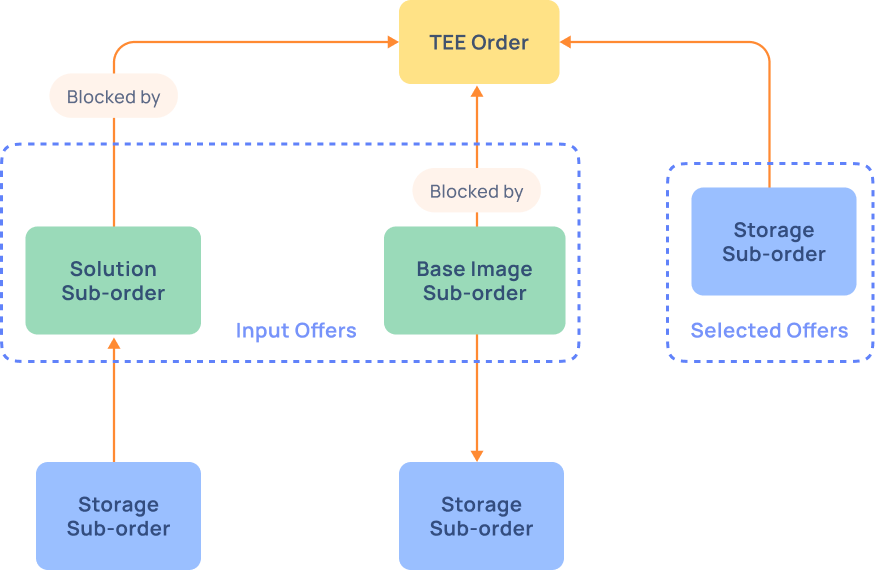 TEE Order
Blocked by
Blocked by
Solution
Sub-order
Base Image
Sub-order
Input Offers
Storage
Sub-order
Selected Offers
Storage
Sub-order
Storage
Sub-order